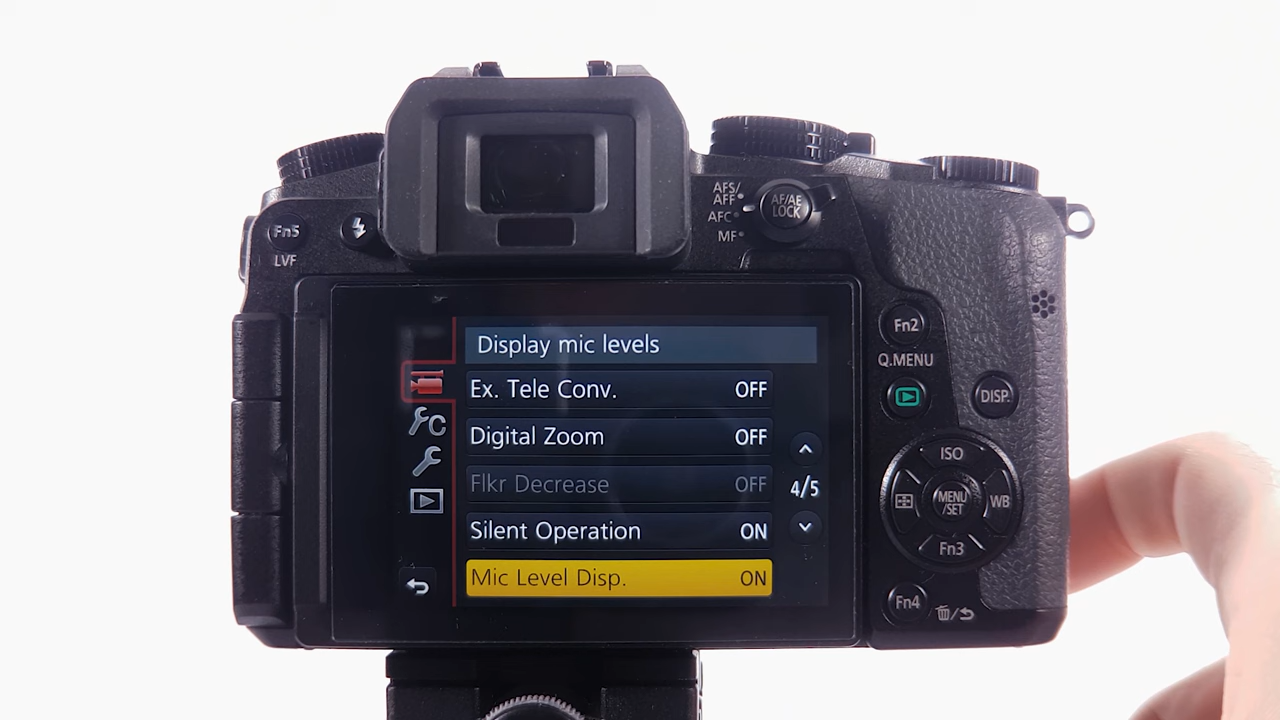 AFS/
AFF
AFC
MF
AF/AE
LOCK
Fn5
LVF
Display mic levels
Ex. Tele Conv. OFF
Digital Zoom OFF
Flkr Decrease OFF
Silent Operation ON
Mic Level Disp. ON
4/5
C
Fn2
Q.MENU
DISP.
ISO
MENU
/SET
WB
Fn3
Fn4